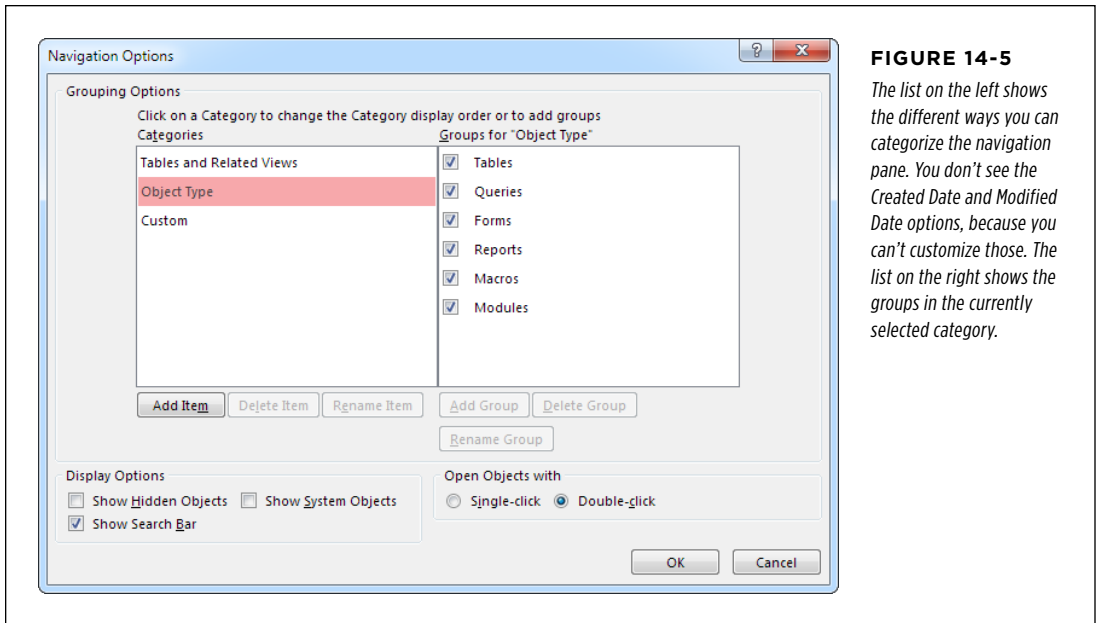 Navigation Options
Grouping Options
Click on a Category to change the Category display order or to add groups
Categories
Groups for "Object Type"
Tables and Related Views
Object Type
Custom
Tables
Queries
Forms
Reports
Macros
Modules
Add Item
Delete Item
Rename Item
Add Group
Delete Group
Rename Group
Display Options
Show Hidden Objects
Show System Objects
Show Search Bar
Open Objects with
Single-click
Double-click
OK
Cancel
FIGURE 14-5
The list on the left shows
the different ways you can
categorize the navigation
pane. You don't see the
Created Date and Modified
Date options, because you
can't customize those. The
list on the right shows the
groups in the currently
selected category.